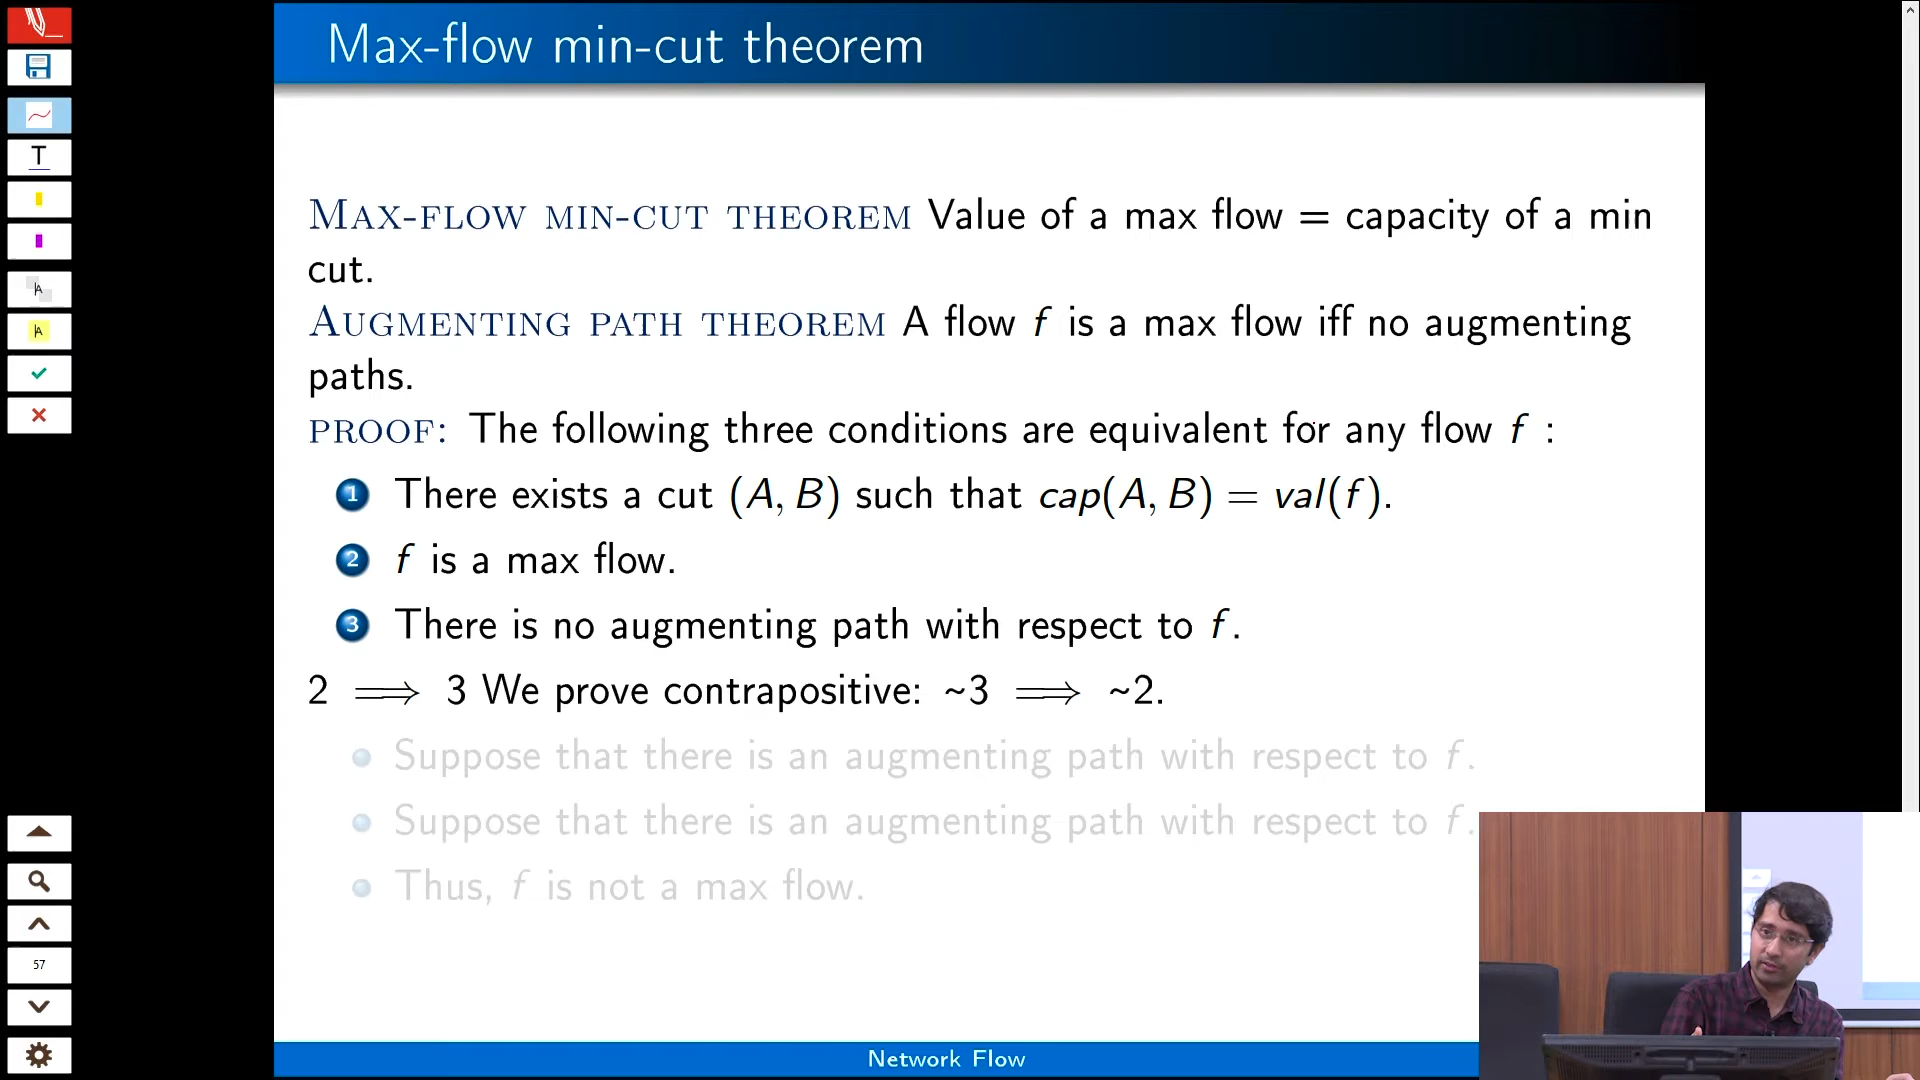 Max-flow min-cut theorem
T
A
A
57
MAX-FLOW MIN-CUT THEOREM Value of a max flow = capacity of a min
cut.
AUGMENTING PATH THEOREM A flow f is a max flow iff no augmenting
paths.
PROOF: The following three conditions are equivalent for any flow f :
1 There exists a cut (A, B) such that cap(A, B) = val(f).
2 f is a max flow.
3 There is no augmenting path with respect to f.
2 ⟹ 3 We prove contrapositive: ~3 ⟹ ~2.
Suppose that there is an augmenting path with respect to f.
Suppose that there is an augmenting path with respect to f.
Thus, f is not a max flow.
Network Flow